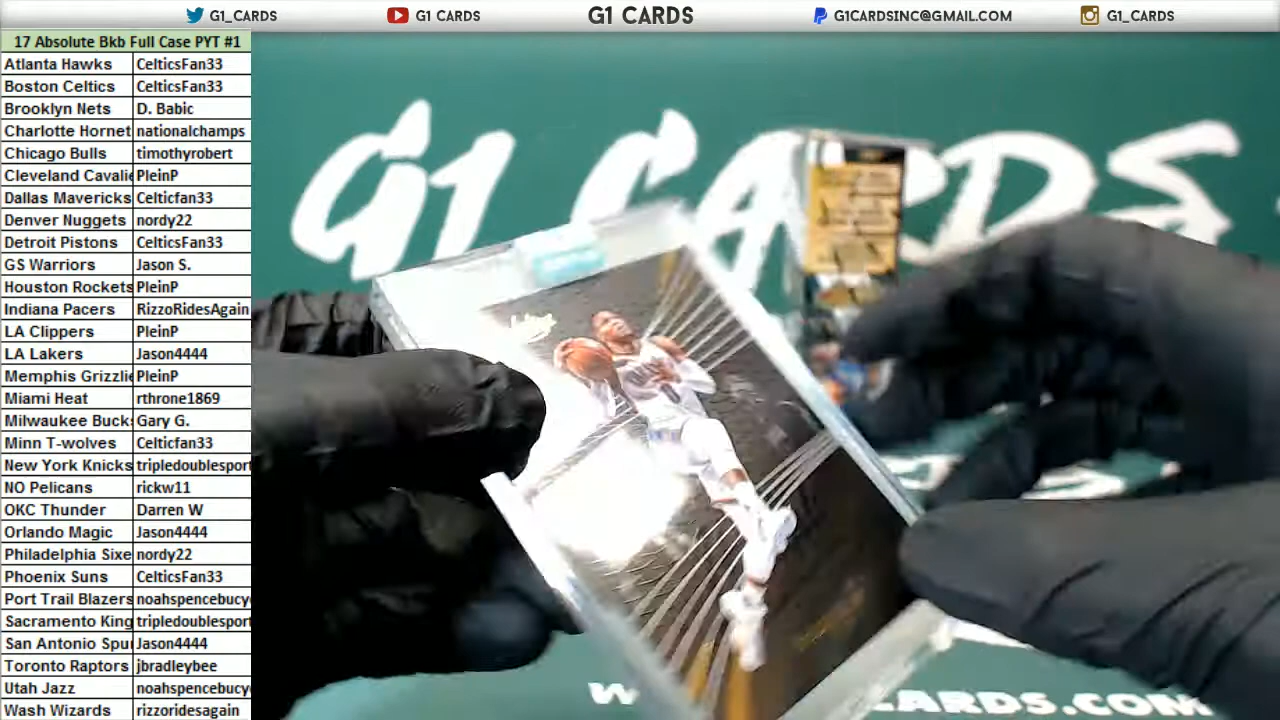 G1_CARDS
G1 CARDS
G1 CARDS
G1CARDSINC@GMAIL.COM
G1_CARDS
17 Absolute Bkb Full Case PYT #1
Atlanta Hawks CelticsFan33
Boston Celtics CelticsFan33
Brooklyn Nets D. Babic
Charlotte Hornet nationalchamps
Chicago Bulls timothyrobert
Cleveland Cavalie PleinP
Dallas Mavericks Celticfan33
Denver Nuggets nordy22
Detroit Pistons CelticsFan33
GS Warriors Jason S.
Houston Rockets PleinP
Indiana Pacers RizzoRidesAgain
LA Clippers PleinP
LA Lakers Jason4444
Memphis Grizzlie PleinP
Miami Heat rthrone1869
Milwaukee Bucks Gary G.
Minn T-wolves Celticfan33
New York Knicks tripledoublesport
NO Pelicans rickw11
OKC Thunder Darren W
Orlando Magic Jason4444
Philadelphia Sixe nordy22
Phoenix Suns CelticsFan33
Port Trail Blazers noahspencebucy
Sacramento King tripledoublesport
San Antonio Spur Jason4444
Toronto Raptors jbradleybee
Utah Jazz noahspencebucy
Wash Wizards rizzoridesagain
G1 CARDS